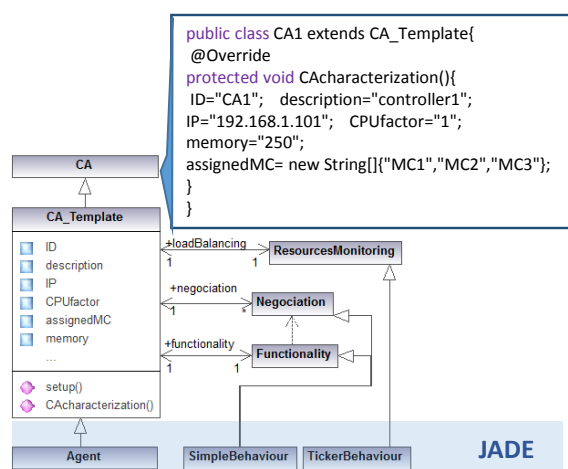 public class CA1 extends CA_Template{
@Override
protected void CAcharacterization(){
ID="CA1"; description="controller1";
IP="192.168.1.101"; CPUfactor="1";
memory="250";
assignedMC= new String[]{"MC1","MC2","MC3"};
}
}
CA
CA_Template
ID
description
IP
CPUfactor
assignedMC
memory
...
setup()
CAcharacterization()
+loadBalancing
1 1
ResourcesMonitoring
+negociation
1 *
Negociation
+functionality
1 1
Functionality
Agent
SimpleBehaviour
TickerBehaviour
JADE